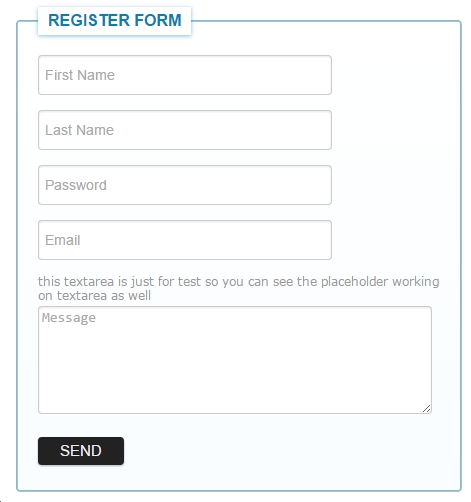 REGISTER FORM
First Name
Last Name
Password
Email
this textarea is just for test so you can see the placeholder working
on textarea as well
Message
SEND